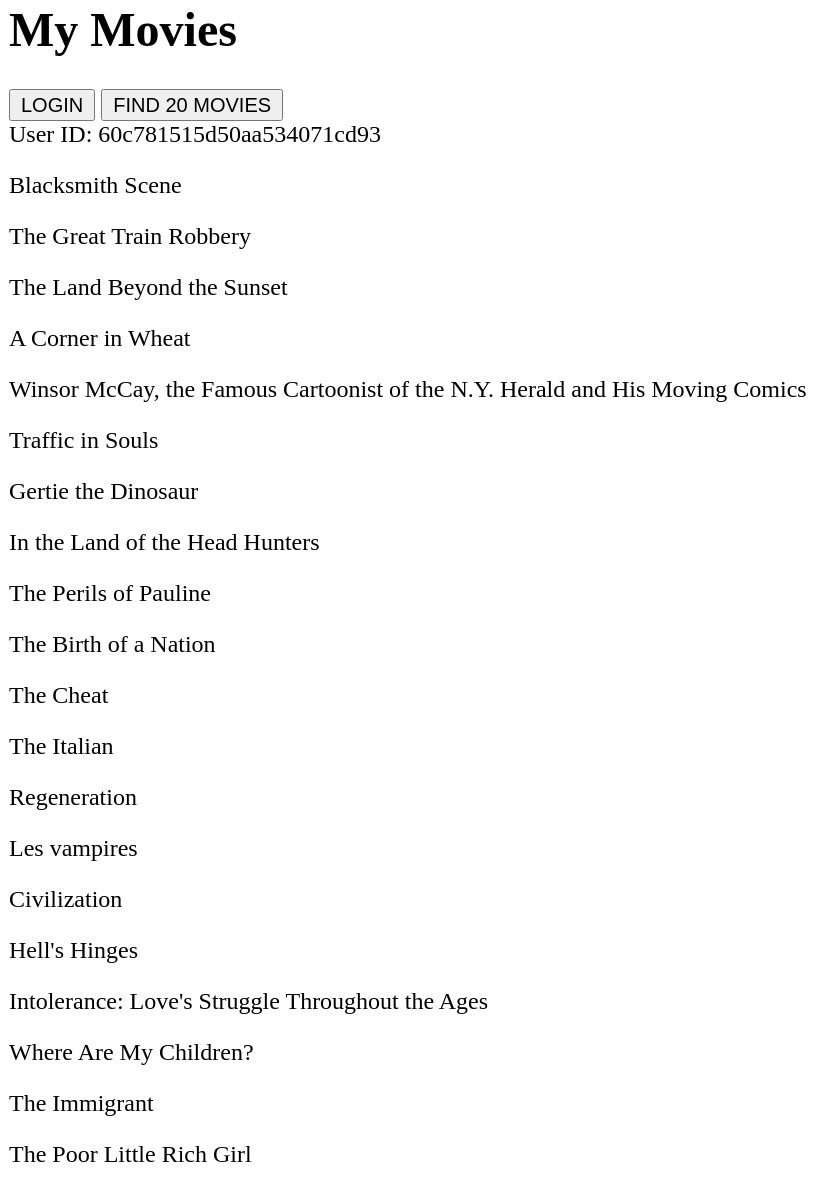 My Movies
LOGIN FIND 20 MOVIES
User ID: 60c781515d50aa534071cd93
Blacksmith Scene
The Great Train Robbery
The Land Beyond the Sunset
A Corner in Wheat
Winsor McCay, the Famous Cartoonist of the N.Y. Herald and His Moving Comics
Traffic in Souls
Gertie the Dinosaur
In the Land of the Head Hunters
The Perils of Pauline
The Birth of a Nation
The Cheat
The Italian
Regeneration
Les vampires
Civilization
Hell's Hinges
Intolerance: Love's Struggle Throughout the Ages
Where Are My Children?
The Immigrant
The Poor Little Rich Girl